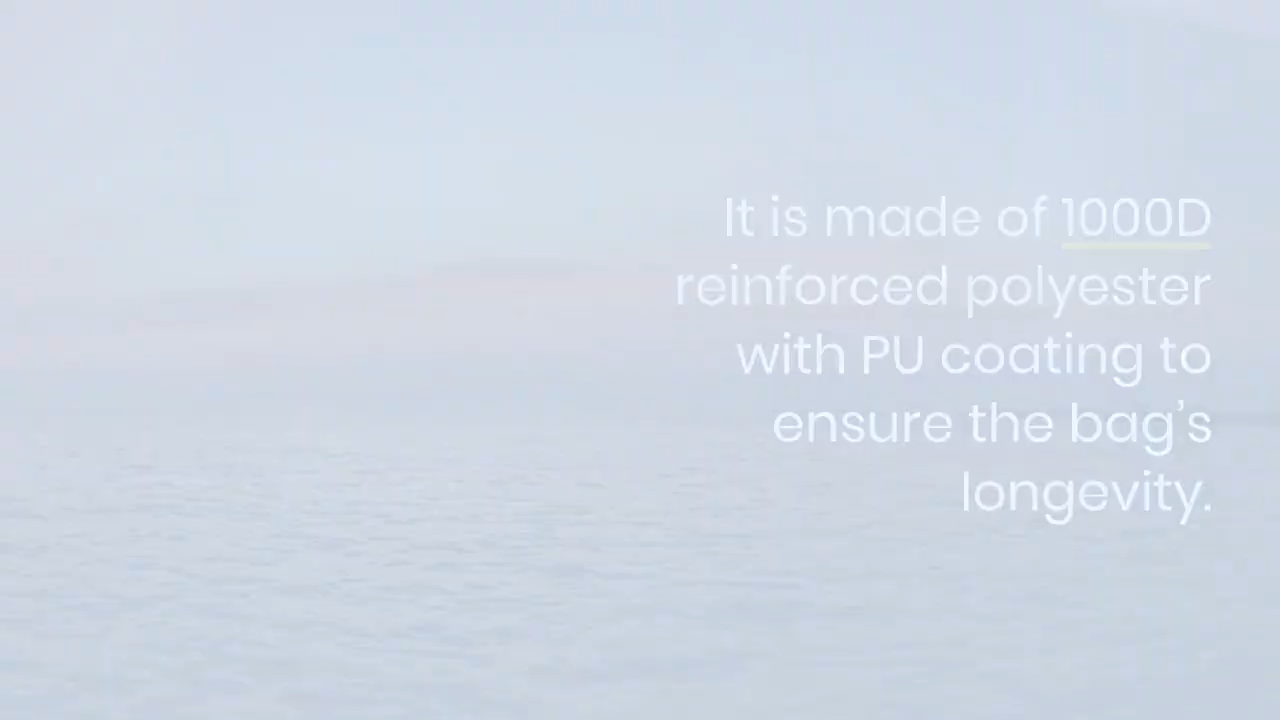 It is made of 1000D
reinforced polyester
with PU coating to
ensure the bag's
longevity.